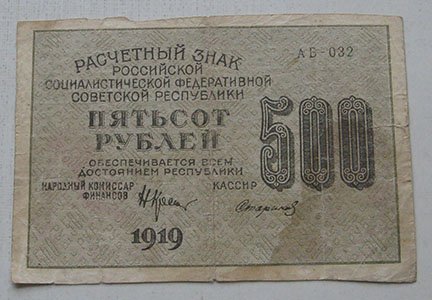 РАСЧЕТНЫЙ ЗНАК
АБ-032
РОССИЙСКОЙ
СОЦИАЛИСТИЧЕСКОЙ ФЕДЕРАТИВНОЙ
СОВЕТСКОЙ РЕСПУБЛИКИ
ПЯТЬСОТ
РУБЛЕЙ
500
ОБЕСПЕЧИВАЕТСЯ ВСЕМ
ДОСТОЯНИЕМ РЕСПУБЛИКИ
НАРОДНЫЙ КОМИССАР
ФИНАНСОВ
КАССИР
1919